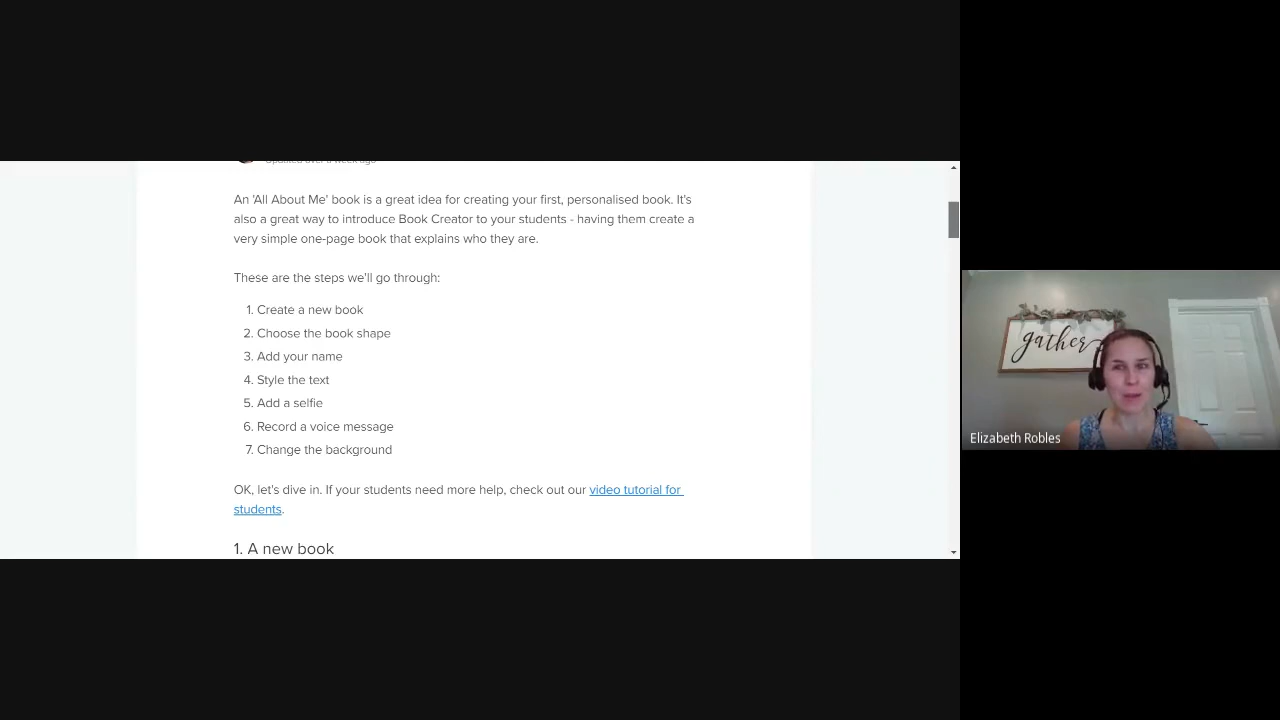 Updated over a week ago
An 'All About Me' book is a great idea for creating your first, personalised book. It's
also a great way to introduce Book Creator to your students - having them create a
very simple one-page book that explains who they are.
These are the steps we'll go through:
1. Create a new book
2. Choose the book shape
3. Add your name
4. Style the text
5. Add a selfie
6. Record a voice message
7. Change the background
OK, let's dive in. If your students need more help, check out our video tutorial for
students.
1. A new book
gather
Elizabeth Robles